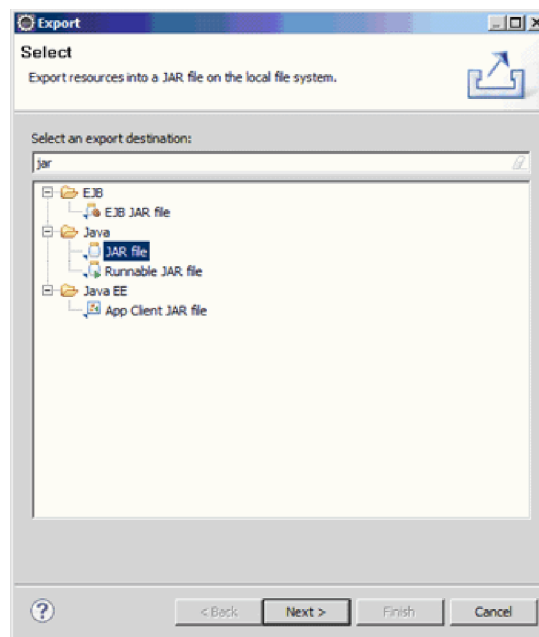 Export
Select
Export resources into a JAR file on the local file system.
Select an export destination:
jar
EJB
EJB JAR file
Java
JAR file
Runnable JAR file
Java EE
App Client JAR file
?
< Back Next > Finish Cancel